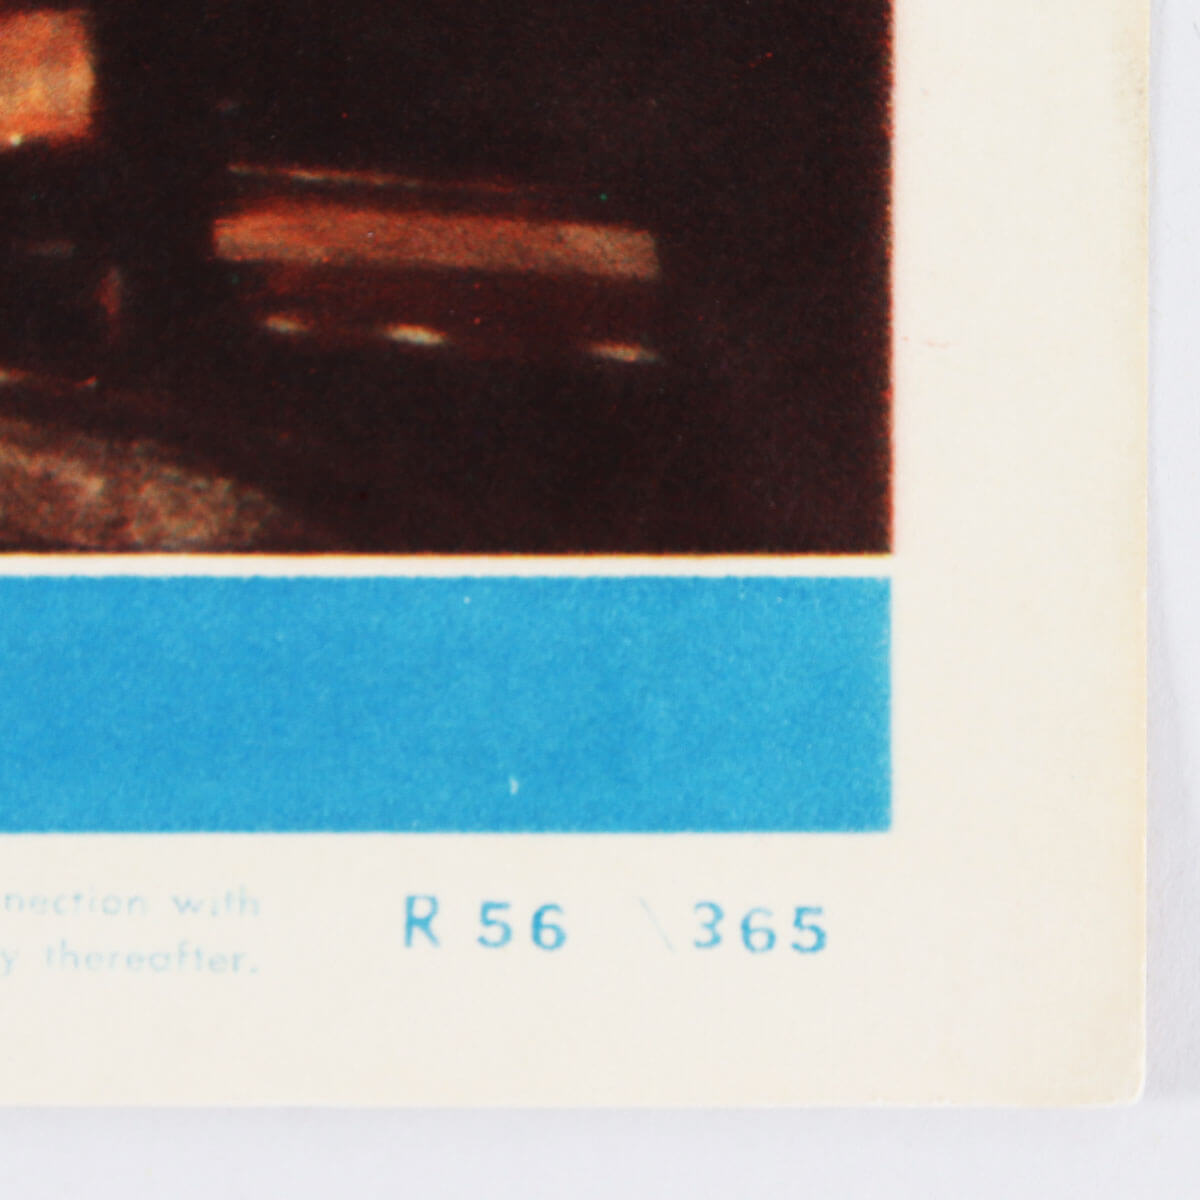 nection with
y thereafter.
R 56 365